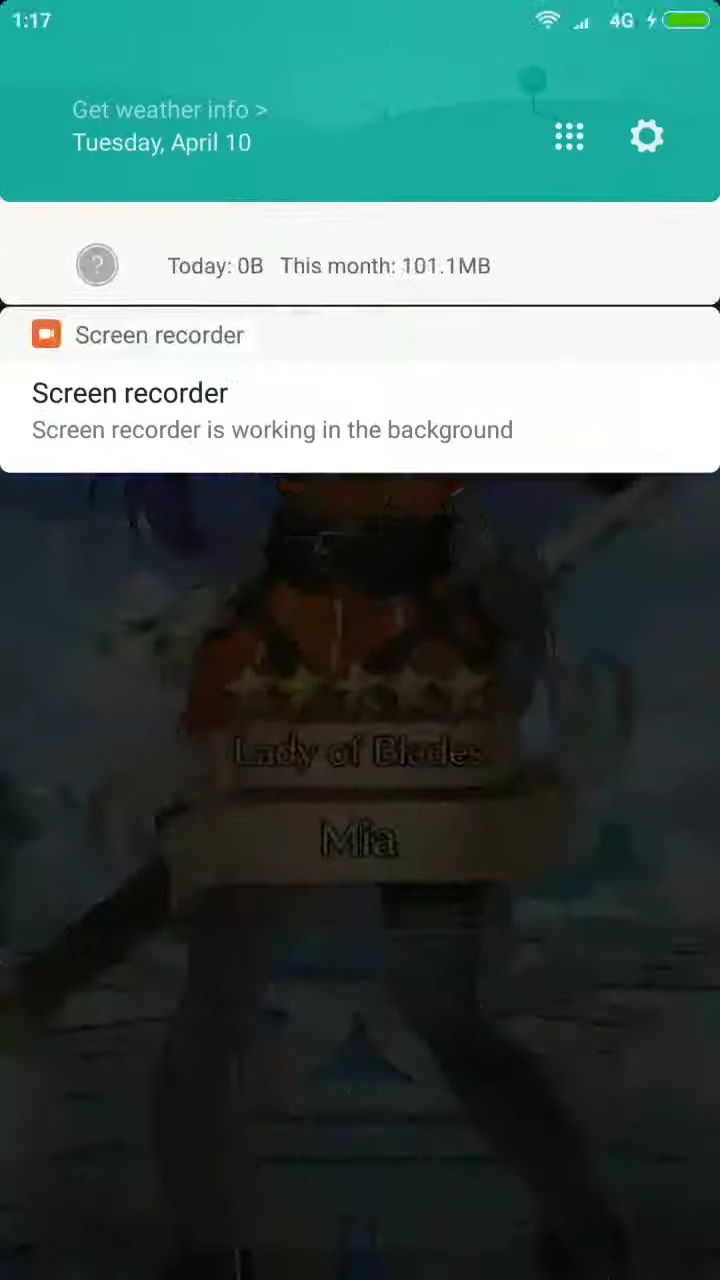 1:17
4G
Get weather info >
Tuesday, April 10
? Today: 0B This month: 101.1MB
Screen recorder
Screen recorder
Screen recorder is working in the background
Lady of Blades
Mia